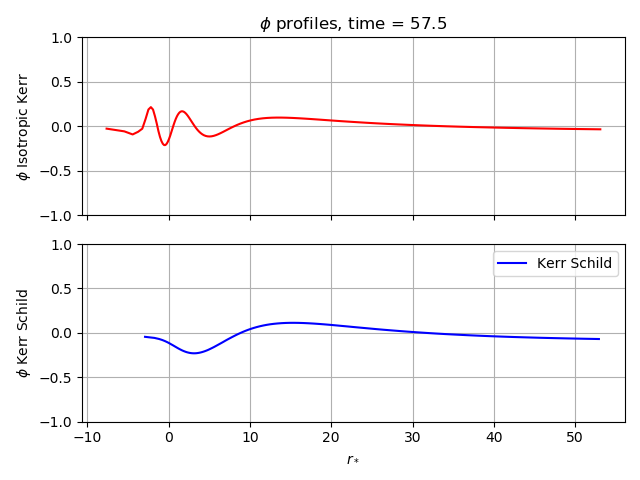 ϕ profiles, time = 57.5
1.0
0.5
0.0
−0.5
−1.0
ϕ Isotropic Kerr
1.0
0.5
0.0
−0.5
−1.0
ϕ Kerr Schild
Kerr Schild
−10 0 10 20 30 40 50
r*